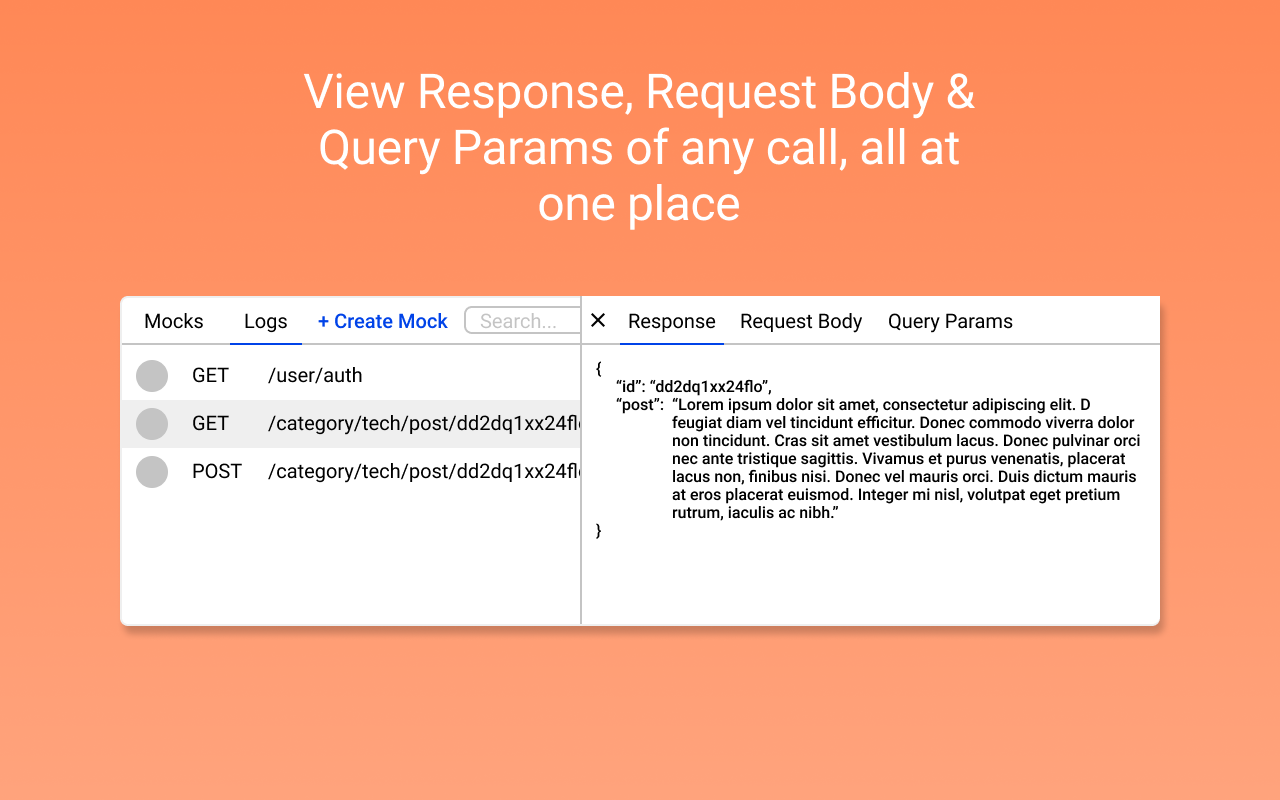 View Response, Request Body &
Query Params of any call, all at
one place
Mocks Logs + Create Mock Search...
GET /user/auth
GET /category/tech/post/dd2dq1xx24flo
POST /category/tech/post/dd2dq1xx24flo
✕ Response Request Body Query Params
{
“id”: “dd2dq1xx24flo”,
“post”: “Lorem ipsum dolor sit amet, consectetur adipiscing elit. D
feugiat diam vel tincidunt efficitur. Donec commodo viverra dolor
non tincidunt. Cras sit amet vestibulum lacus. Donec pulvinar orci
nec ante tristique sagittis. Vivamus et purus venenatis, placerat
lacus non, finibus nisi. Donec vel mauris orci. Duis dictum mauris
at eros placerat euismod. Integer mi nisl, volutpat eget pretium
rutrum, iaculis ac nibh.”
}